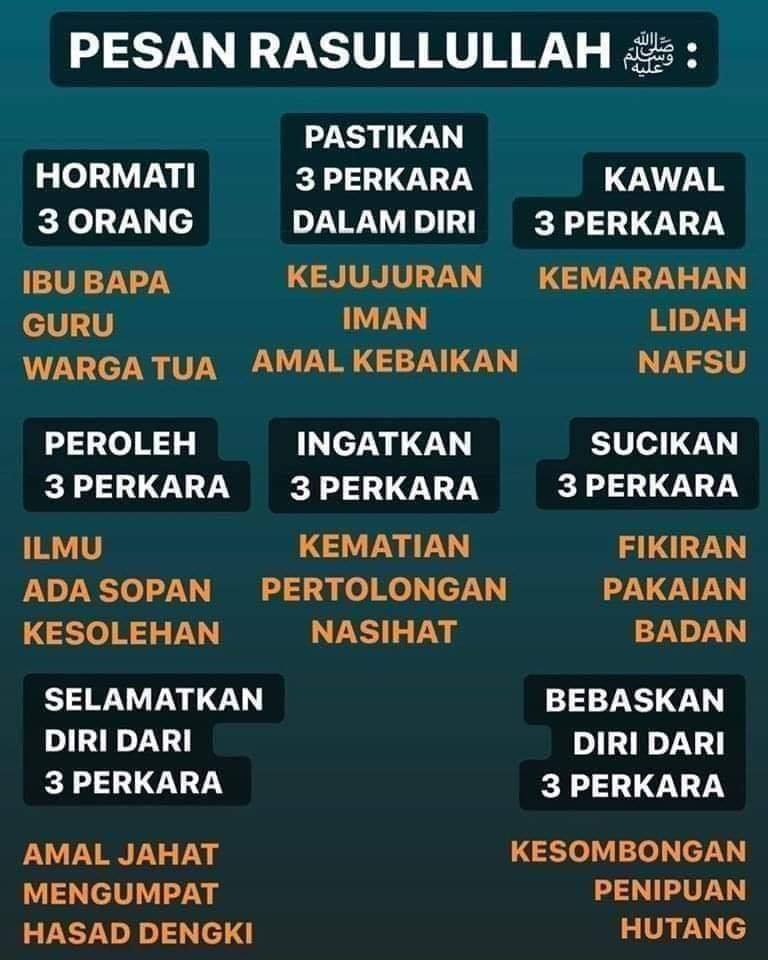 PESAN RASULLULLAH ﷺ :
HORMATI
3 ORANG
IBU BAPA
GURU
WARGA TUA
PASTIKAN
3 PERKARA
DALAM DIRI
KEJUJURAN
IMAN
AMAL KEBAIKAN
KAWAL
3 PERKARA
KEMARAHAN
LIDAH
NAFSU
PEROLEH
3 PERKARA
ILMU
ADA SOPAN
KESOLEHAN
INGATKAN
3 PERKARA
KEMATIAN
PERTOLONGAN
NASIHAT
SUCIKAN
3 PERKARA
FIKIRAN
PAKAIAN
BADAN
SELAMATKAN
DIRI DARI
3 PERKARA
AMAL JAHAT
MENGUMPAT
HASAD DENGKI
BEBASKAN
DIRI DARI
3 PERKARA
KESOMBONGAN
PENIPUAN
HUTANG